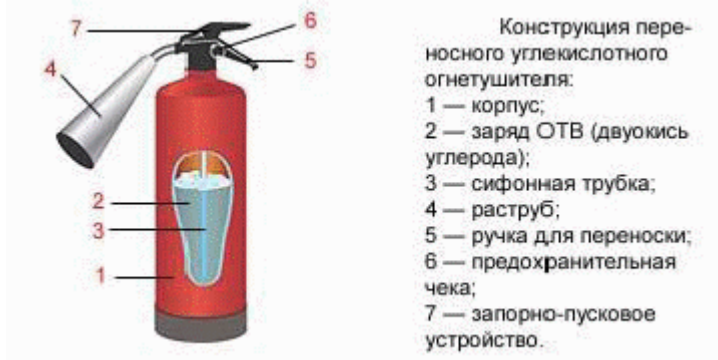 7
6
5
4
2
3
1
Конструкция пере-
носного углекислотного
огнетушителя:
1 — корпус;
2 — заряд ОТВ (двуокись
углерода);
3 — сифонная трубка;
4 — раструб;
5 — ручка для переноски;
6 — предохранительная
чека;
7 — запорно-пусковое
устройство.